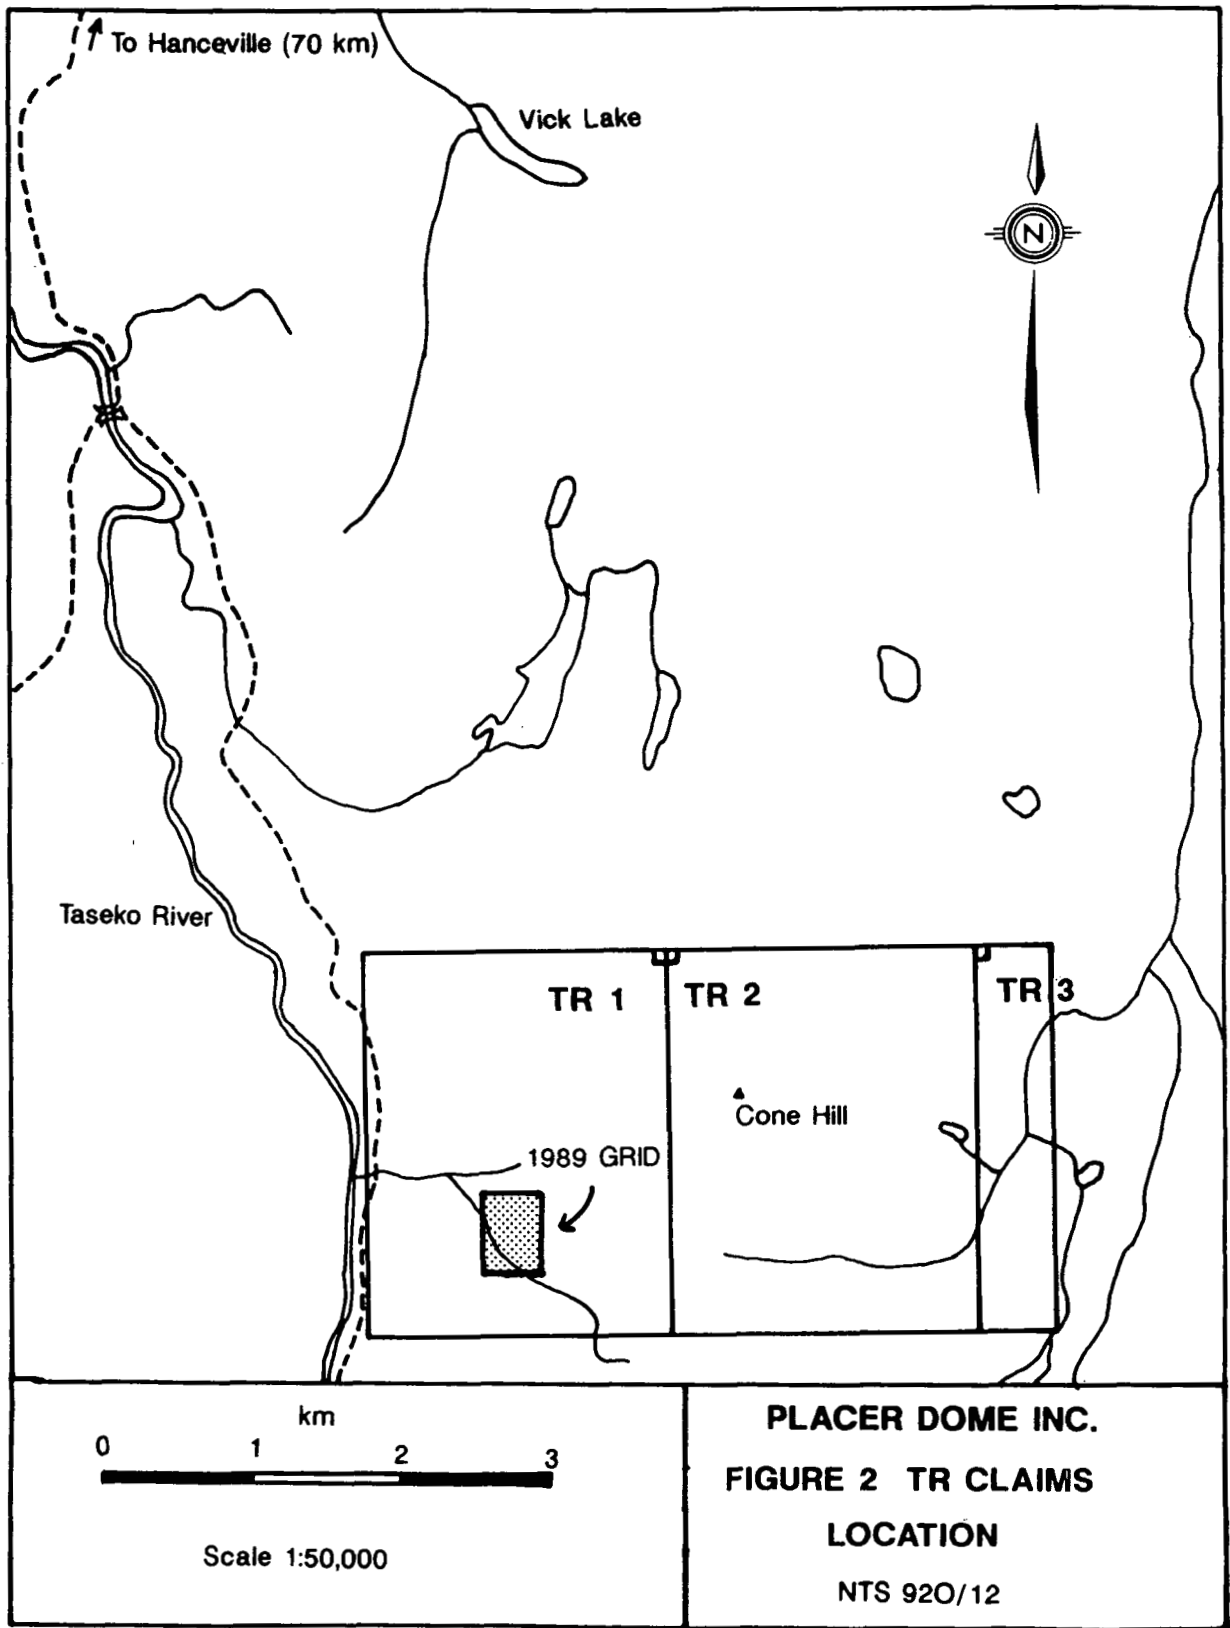 To Hanceville (70 km)
Vick Lake
N
Taseko River
TR 1
TR 2
TR 3
Cone Hill
1989 GRID
km
0 1 2 3
Scale 1:50,000
PLACER DOME INC.
FIGURE 2 TR CLAIMS
LOCATION
NTS 92O/12